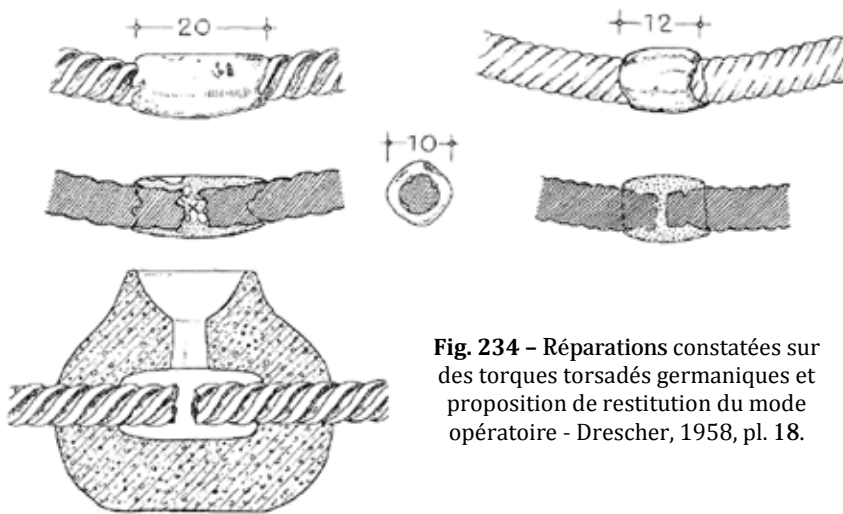 20
12
10
Fig. 234 – Réparations constatées sur
des torques torsadés germaniques et
proposition de restitution du mode
opératoire - Drescher, 1958, pl. 18.